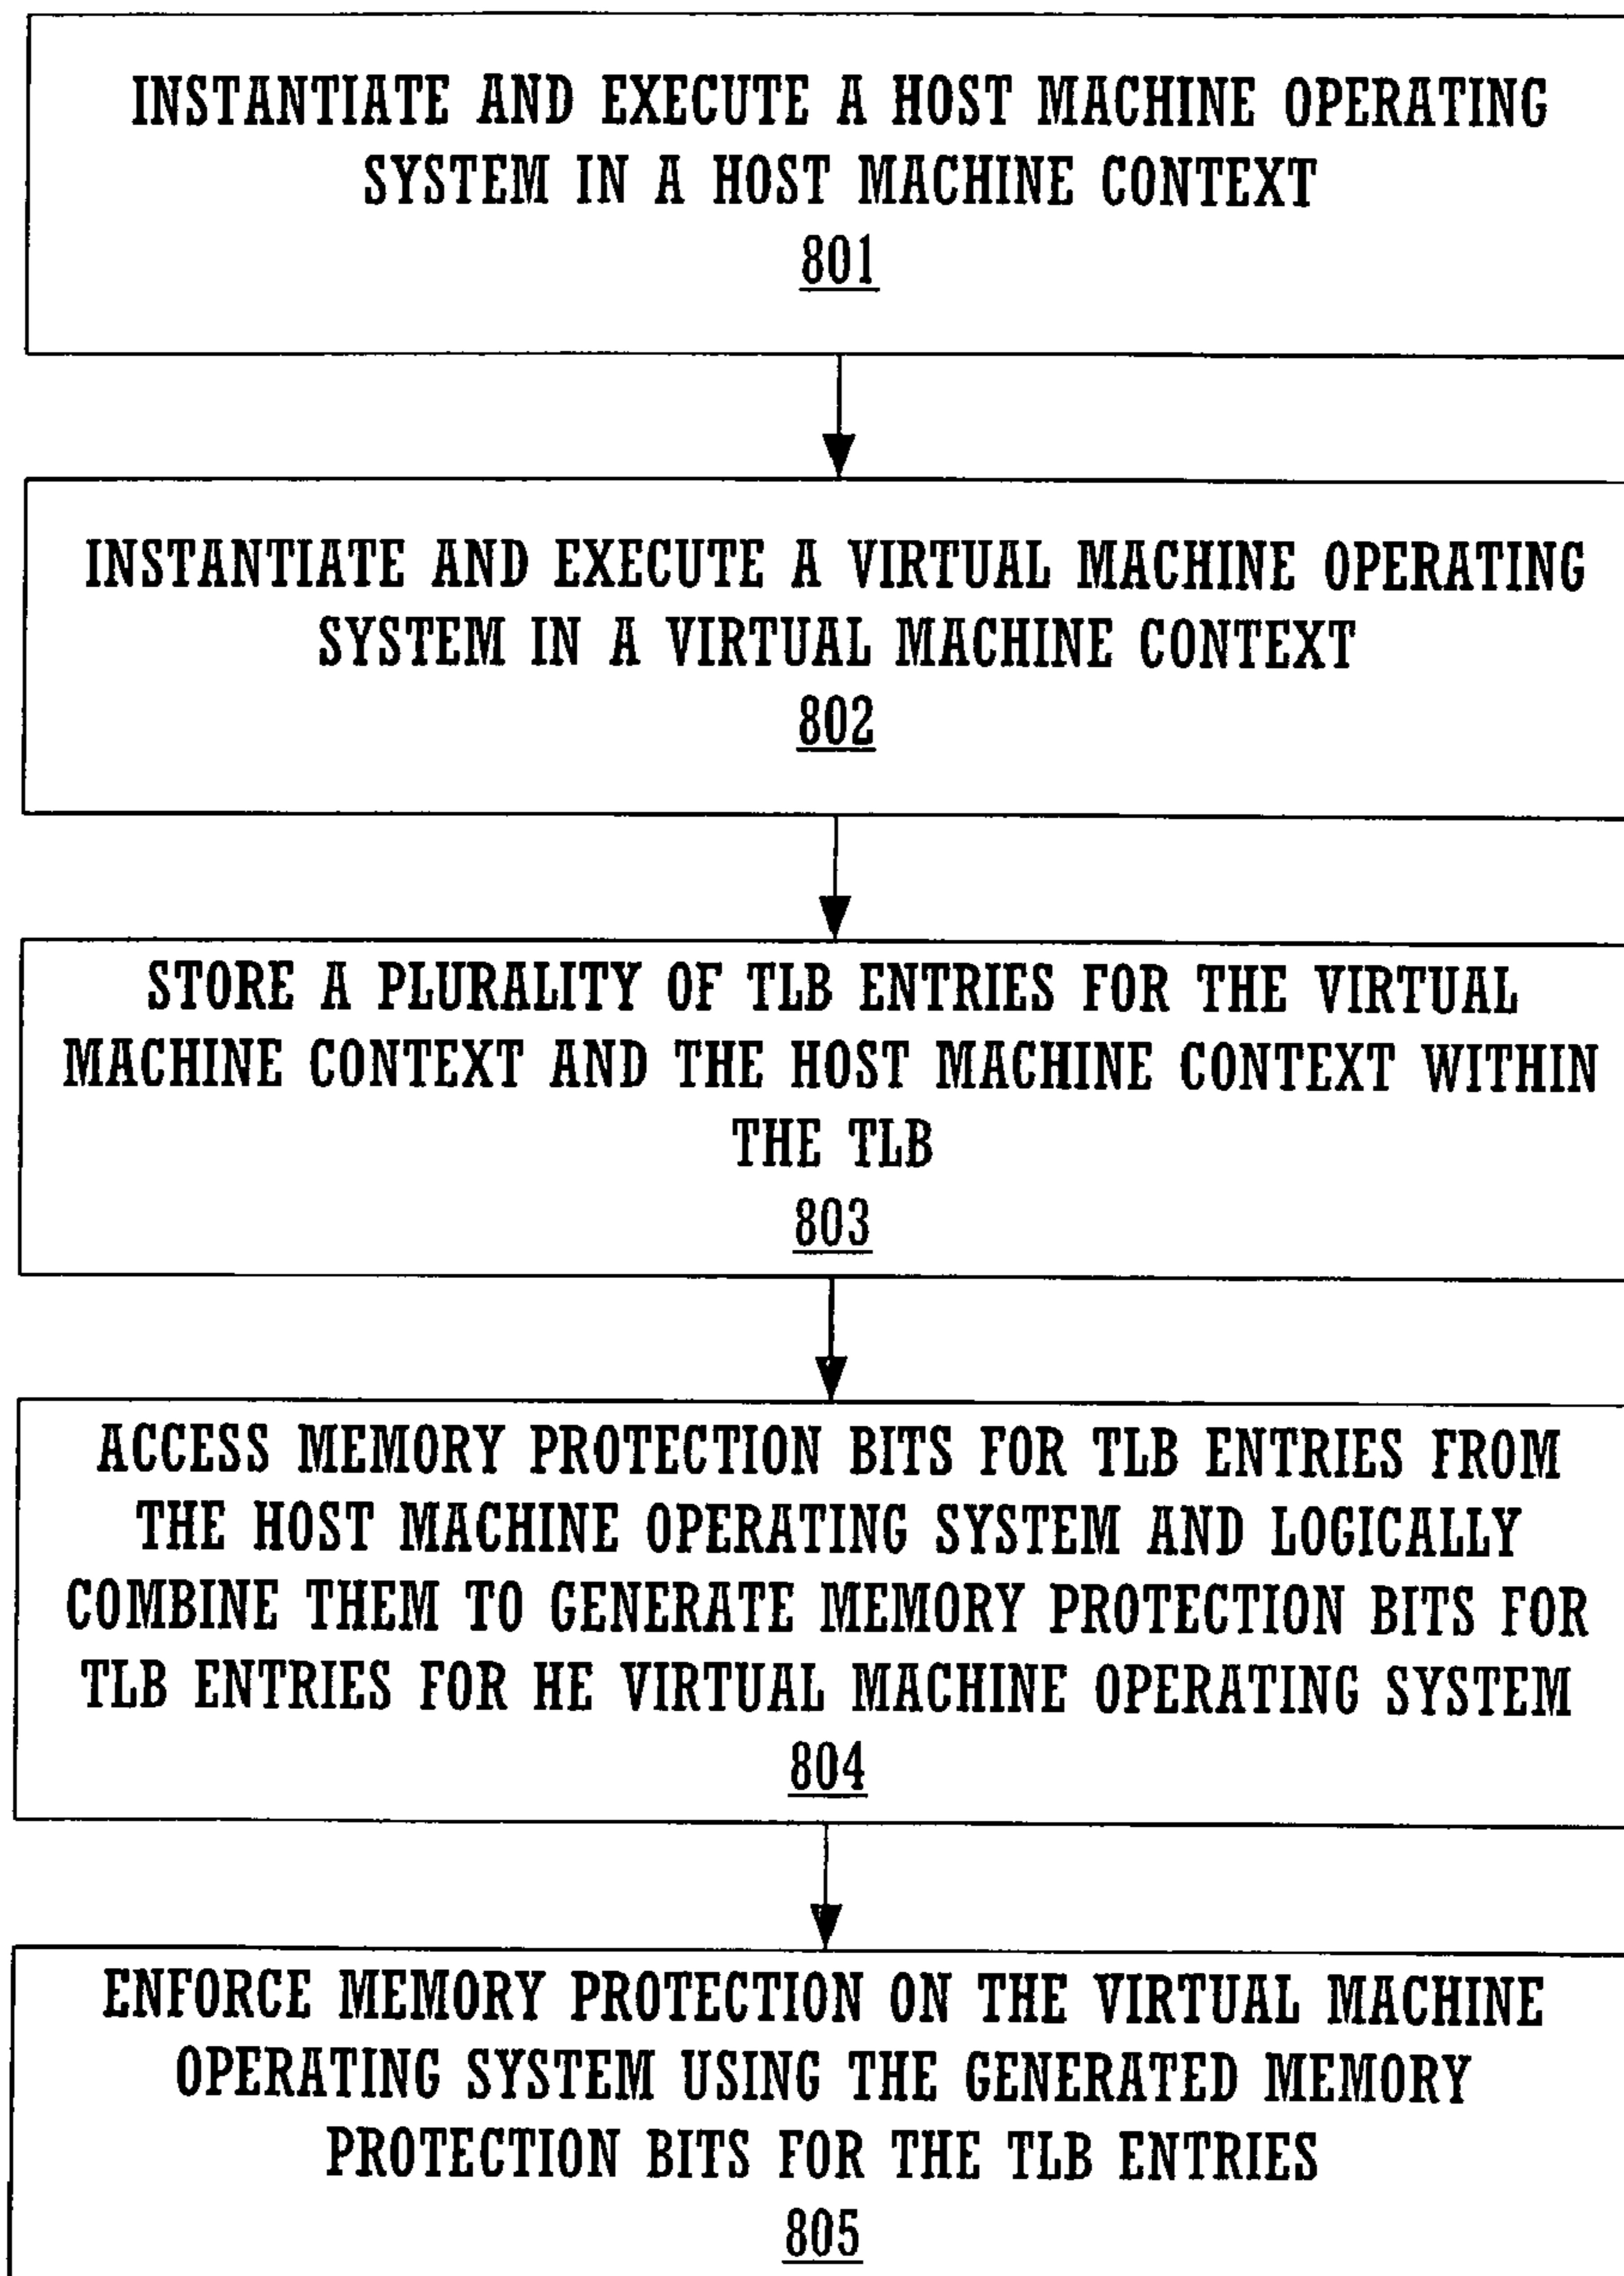 INSTANTIATE AND EXECUTE A HOST MACHINE OPERATING
SYSTEM IN A HOST MACHINE CONTEXT
801
INSTANTIATE AND EXECUTE A VIRTUAL MACHINE OPERATING
SYSTEM IN A VIRTUAL MACHINE CONTEXT
802
STORE A PLURALITY OF TLB ENTRIES FOR THE VIRTUAL
MACHINE CONTEXT AND THE HOST MACHINE CONTEXT WITHIN
THE TLB
803
ACCESS MEMORY PROTECTION BITS FOR TLB ENTRIES FROM
THE HOST MACHINE OPERATING SYSTEM AND LOGICALLY
COMBINE THEM TO GENERATE MEMORY PROTECTION BITS FOR
TLB ENTRIES FOR HE VIRTUAL MACHINE OPERATING SYSTEM
804
ENFORCE MEMORY PROTECTION ON THE VIRTUAL MACHINE
OPERATING SYSTEM USING THE GENERATED MEMORY
PROTECTION BITS FOR THE TLB ENTRIES
805